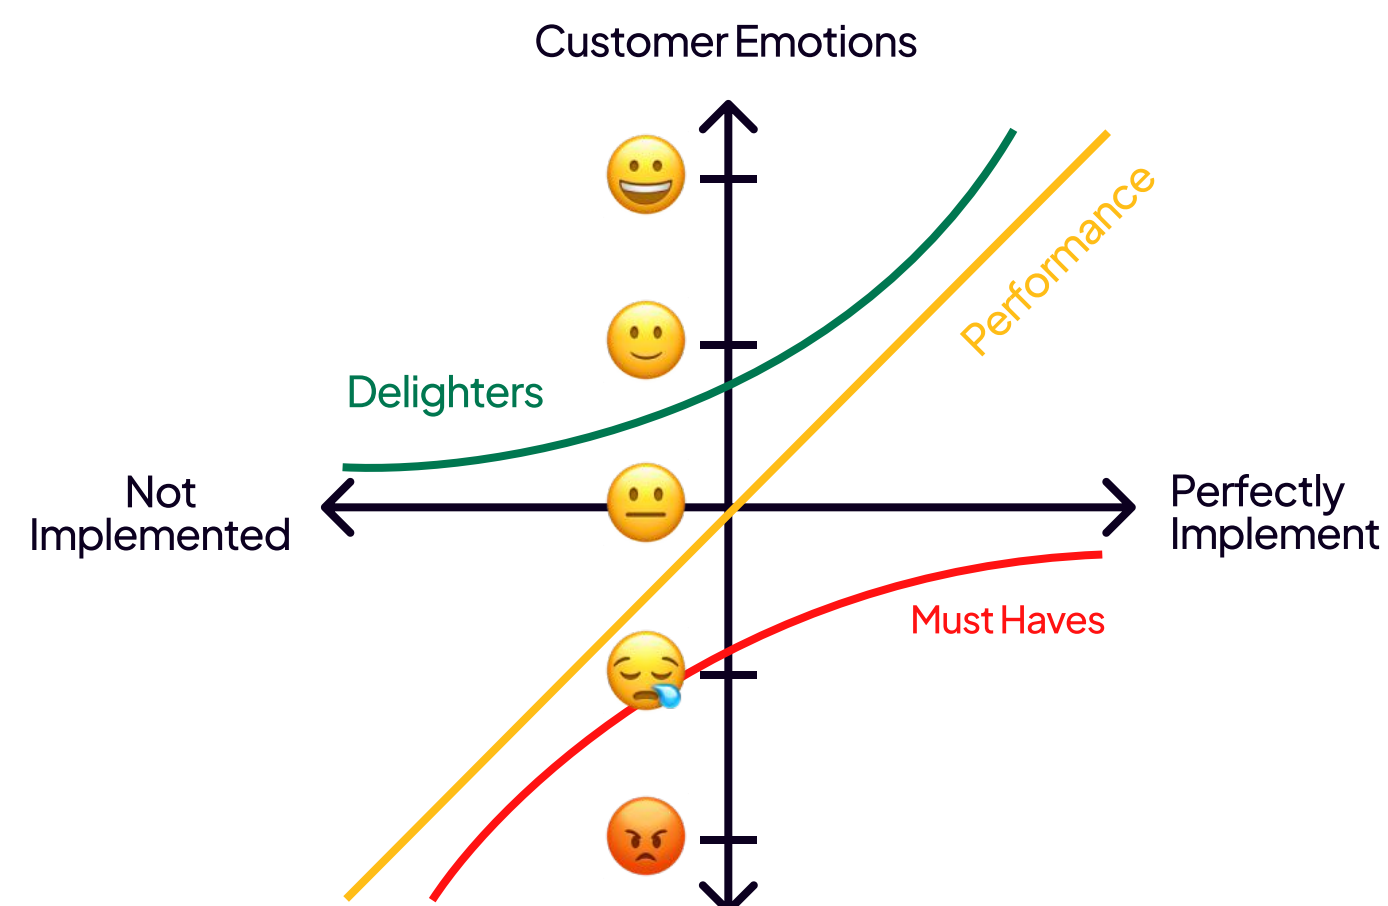 Customer Emotions
Performance
Delighters
Not
Implemented
Perfectly
Implement
Must Haves